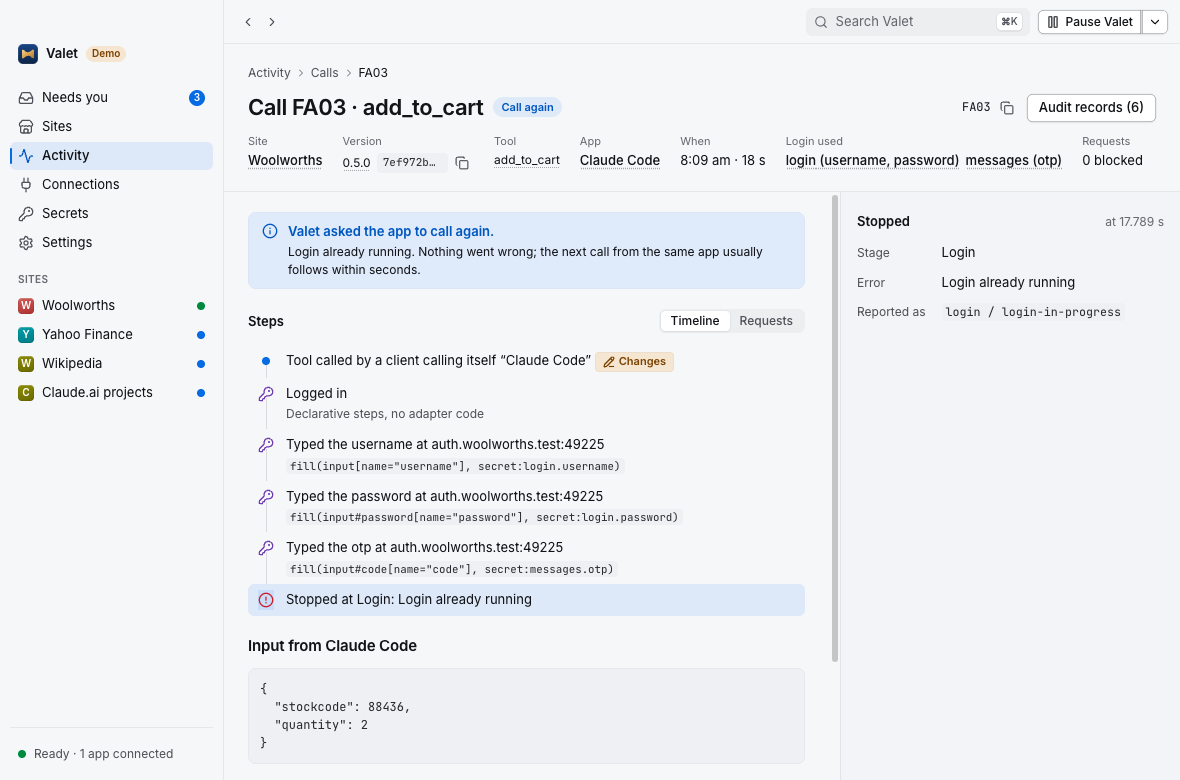 Search Valet
⌘K
Pause Valet
Valet
Demo
Needs you
3
Sites
Activity
Connections
Secrets
Settings
SITES
W Woolworths
Y Yahoo Finance
W Wikipedia
C Claude.ai projects
Ready · 1 app connected
Activity > Calls > FA03
Call FA03 · add_to_cart
Call again
FA03
Audit records (6)
Site
Woolworths
Version
0.5.0 7ef972b…
Tool
add_to_cart
App
Claude Code
When
8:09 am · 18 s
Login used
login (username, password) messages (otp)
Requests
0 blocked
Valet asked the app to call again.
Login already running. Nothing went wrong; the next call from the same app usually
follows within seconds.
Steps
Timeline
Requests
Tool called by a client calling itself “Claude Code” Changes
Logged in
Declarative steps, no adapter code
Typed the username at auth.woolworths.test:49225
fill(input[name="username"], secret:login.username)
Typed the password at auth.woolworths.test:49225
fill(input#password[name="password"], secret:login.password)
Typed the otp at auth.woolworths.test:49225
fill(input#code[name="code"], secret:messages.otp)
Stopped at Login: Login already running
Input from Claude Code
{
"stockcode": 88436,
"quantity": 2
}
Stopped
at 17.789 s
Stage Login
Error Login already running
Reported as login / login-in-progress